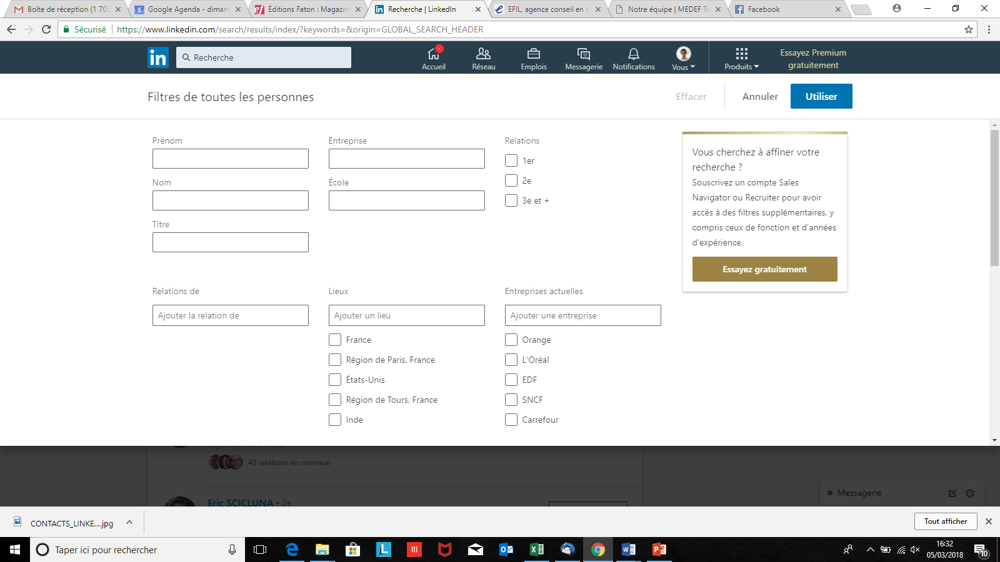 Boîte de réception (1 702
Google Agenda - diman
Éditions Faton : Magazin
Recherche | LinkedIn
EFIL, agence conseil en c
Notre équipe | MEDEF To
Facebook
Sécurisé
https://www.linkedin.com/search/results/index/?keywords=&origin=GLOBAL_SEARCH_HEADER
in
Recherche
Accueil
Réseau
Emplois
Messagerie
Notifications
Vous
Produits
Essayez Premium
gratuitement
Filtres de toutes les personnes
Effacer
Annuler
Utiliser
Prénom
Entreprise
Relations
1er
2e
3e et +
Nom
École
Titre
Vous cherchez à affiner votre
recherche ?
Souscrivez un compte Sales
Navigator ou Recruiter pour avoir
accès à des filtres supplémentaires, y
compris ceux de fonction et d’années
d’expérience.
Essayez gratuitement
Relations de
Ajouter la relation de
Lieux
Ajouter un lieu
France
Région de Paris, France
États-Unis
Région de Tours, France
Inde
Entreprises actuelles
Ajouter une entreprise
Orange
L'Oréal
EDF
SNCF
Carrefour
45 relations en commun
Eric SCICLUNA • 2e
Messagerie
CONTACTS_LINKE....jpg
Tout afficher
Taper ici pour rechercher
16:32
05/03/2018
10